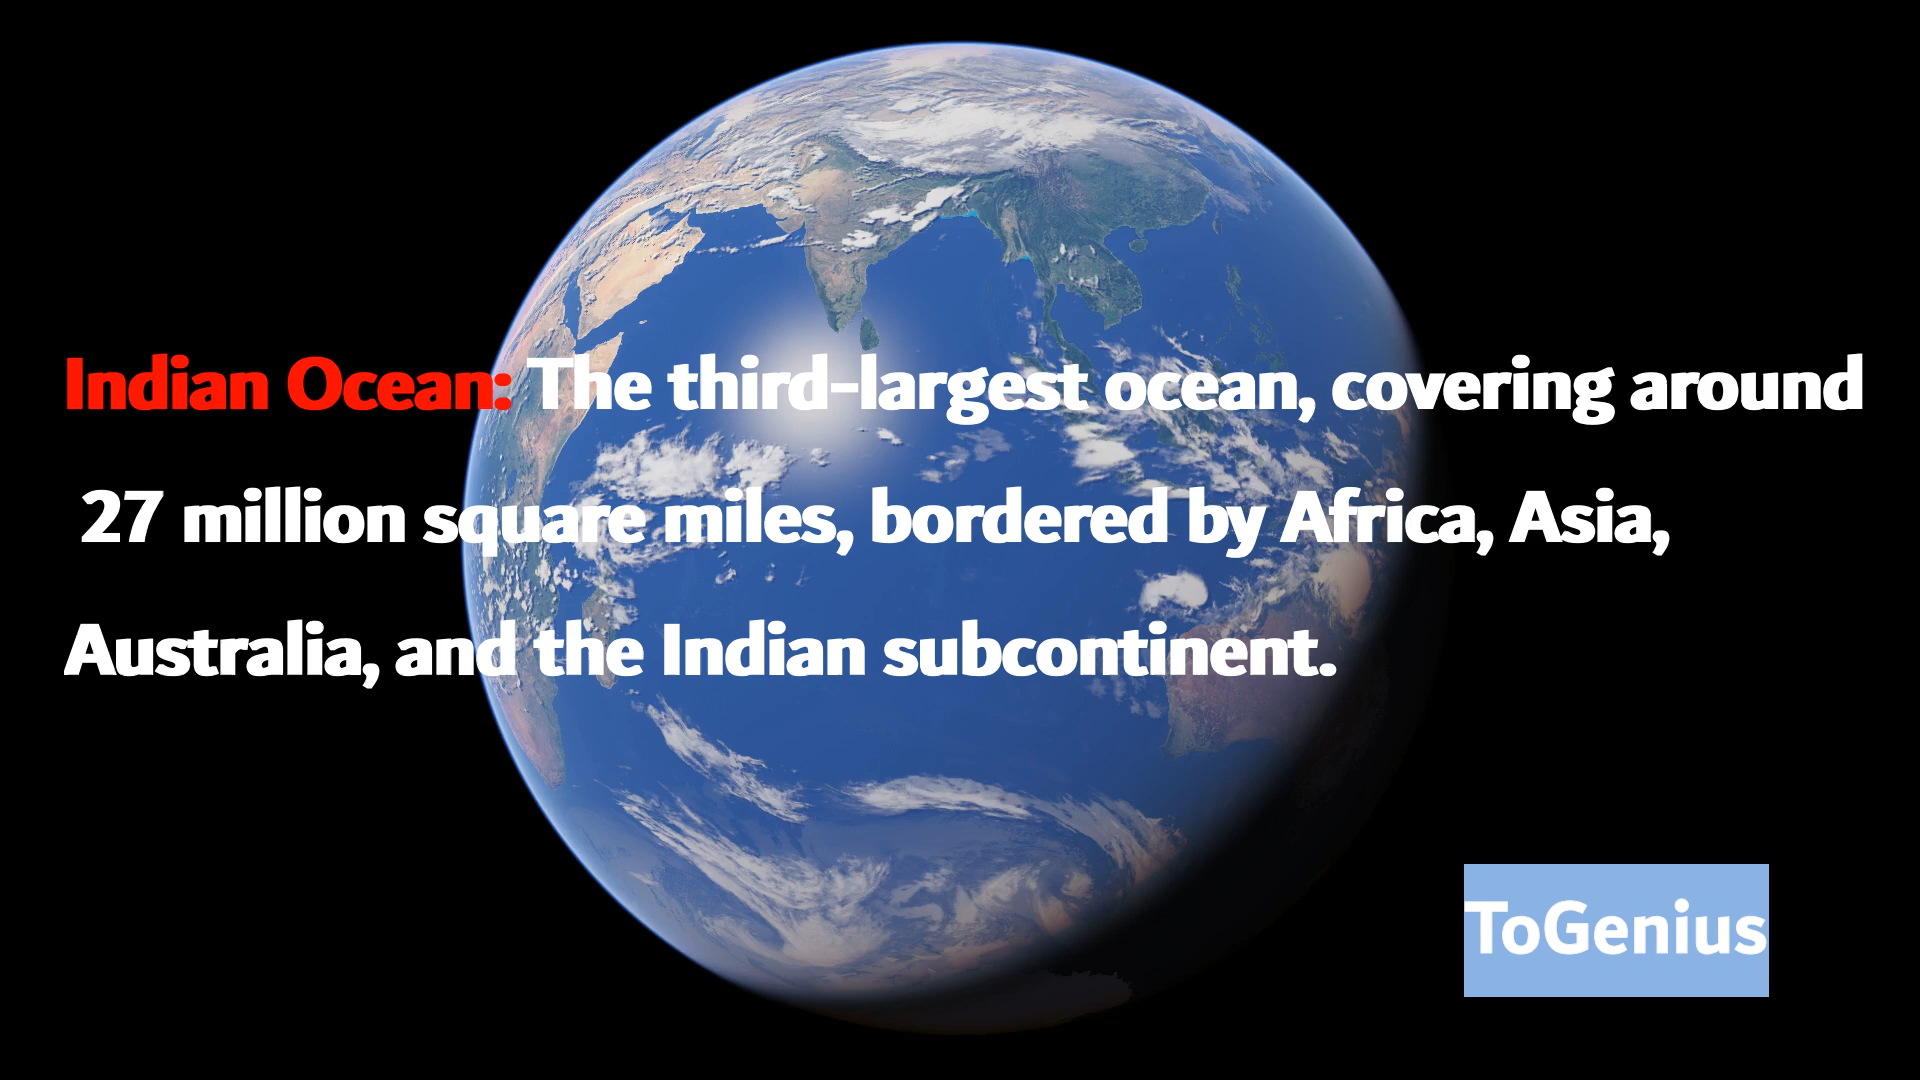 Indian Ocean: The third-largest ocean, covering around
27 million square miles, bordered by Africa, Asia,
Australia, and the Indian subcontinent.
ToGenius